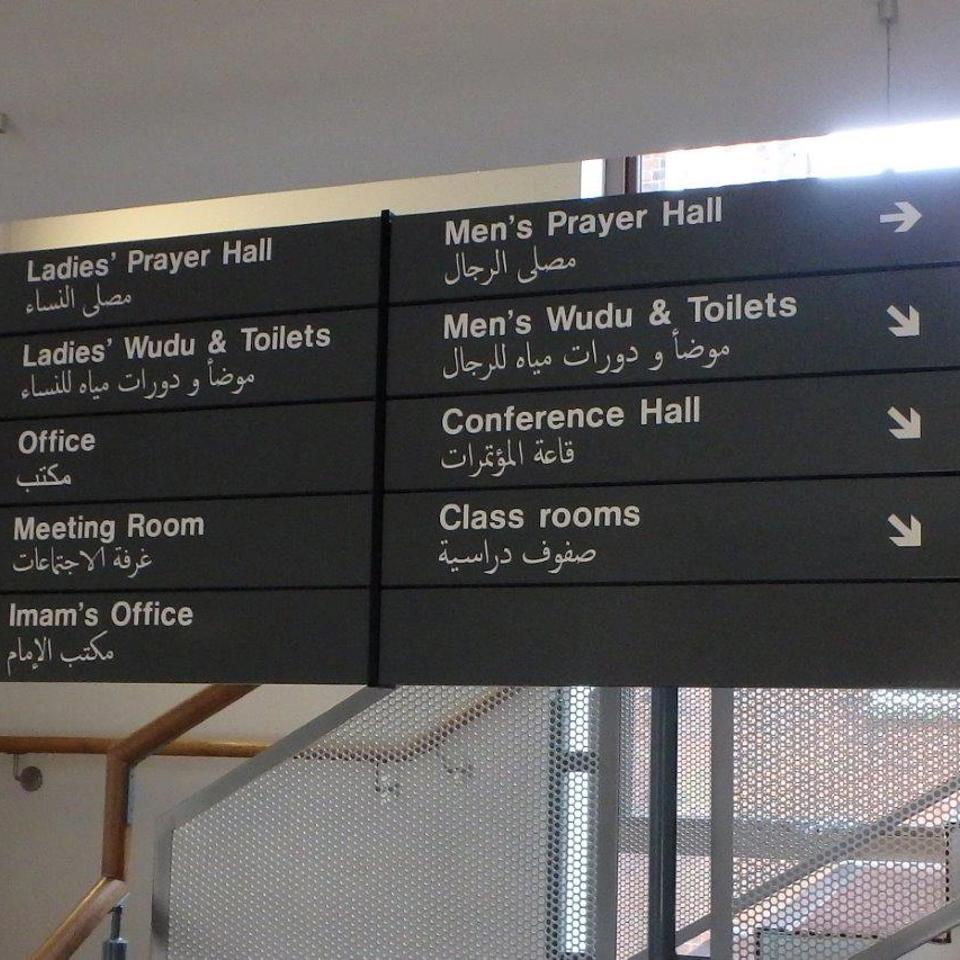 Ladies' Prayer Hall
مصلى النساء
Ladies' Wudu & Toilets
موضأ و دورات مياه للنساء
Office
مكتب
Meeting Room
غرفة الاجتماعات
Imam's Office
مكتب الإمام
Men's Prayer Hall
مصلى الرجال
Men's Wudu & Toilets
موضأ و دورات مياه للرجال
Conference Hall
قاعة المؤتمرات
Class rooms
صفوف دراسية